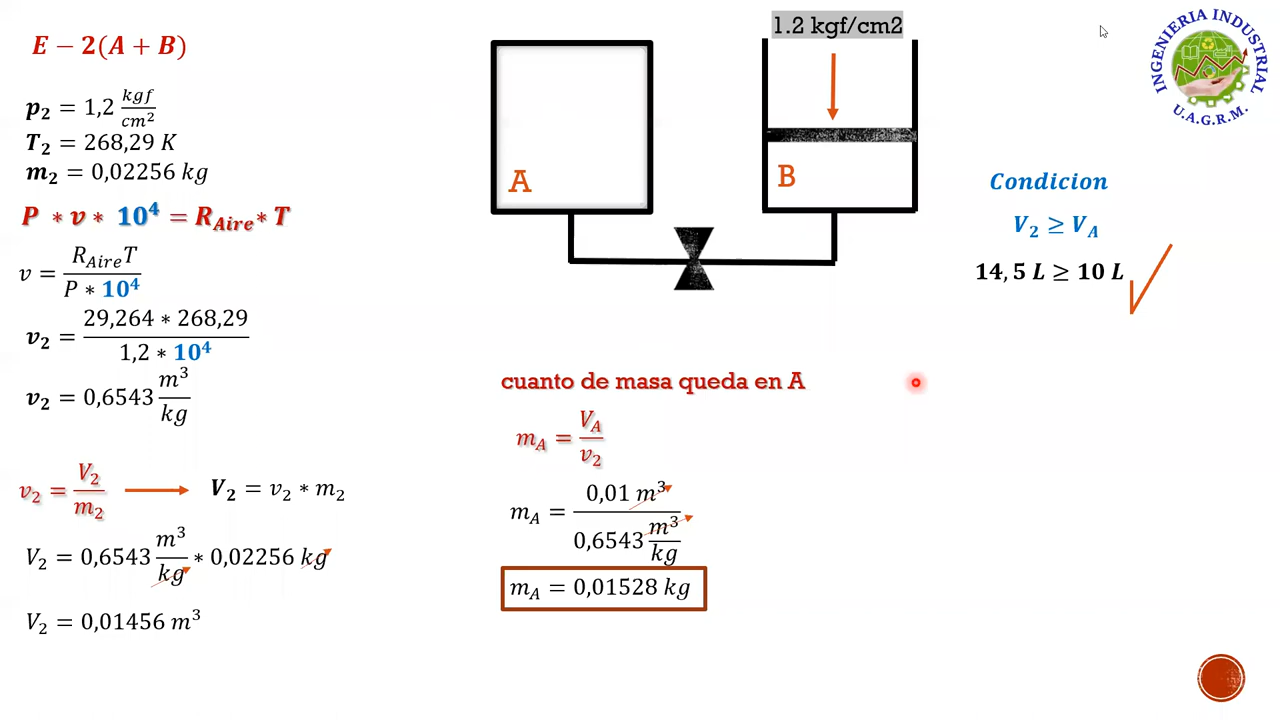 E − 2(A + B)
p₂ = 1,2 kgf/cm²
T₂ = 268,29 K
m₂ = 0,02256 kg
P ∗ v ∗ 10⁴ = R_Aire ∗ T
v = R_Aire T / P ∗ 10⁴
v₂ = 29,264 ∗ 268,29 / 1,2 ∗ 10⁴
v₂ = 0,6543 m³/kg
v₂ = V₂/m₂ → V₂ = v₂ ∗ m₂
V₂ = 0,6543 m³/kg ∗ 0,02256 kg
V₂ = 0,01456 m³
1.2 kgf/cm2
A
B
cuanto de masa queda en A
m_A = V_A/v₂
m_A = 0,01 m³ / 0,6543 m³/kg
m_A = 0,01528 kg
Condicion
V₂ ≥ V_A
14,5 L ≥ 10 L
INGENIERIA INDUSTRIAL
U.A.G.R.M.